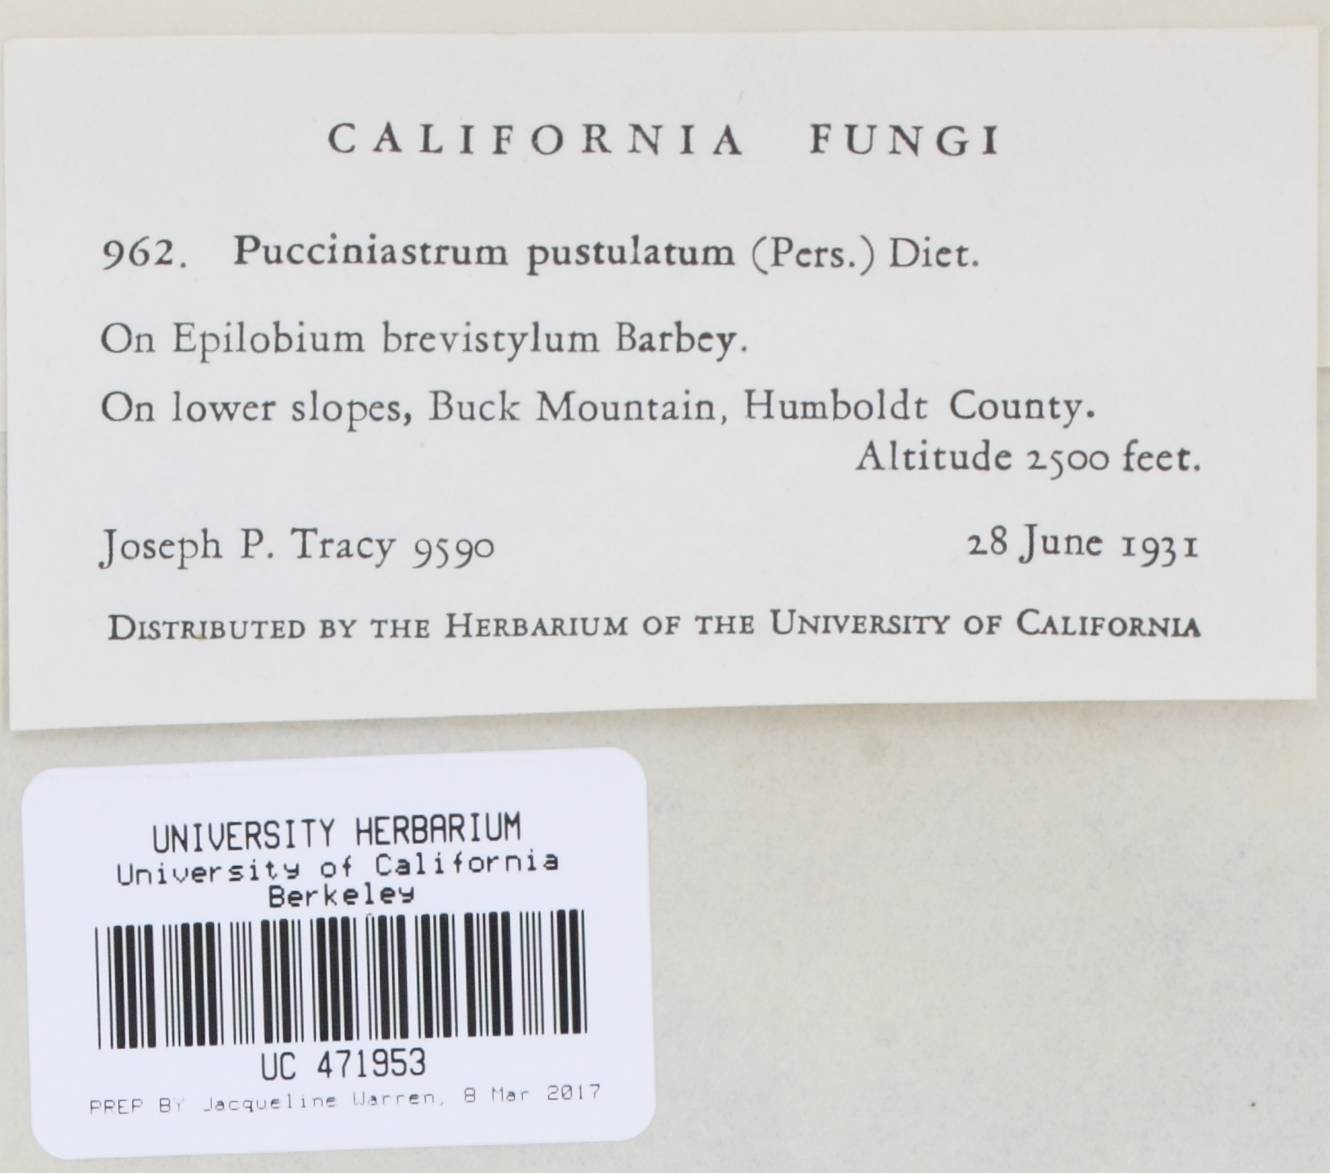 CALIFORNIA FUNGI
962. Pucciniastrum pustulatum (Pers.) Diet.
On Epilobium brevistylum Barbey.
On lower slopes, Buck Mountain, Humboldt County.
Altitude 2500 feet.
Joseph P. Tracy 9590 28 June 1931
DISTRIBUTED BY THE HERBARIUM OF THE UNIVERSITY OF CALIFORNIA
UNIVERSITY HERBARIUM
University of California
Berkeley
UC 471953
PREP BY Jacqueline Warren, 8 Mar 2017